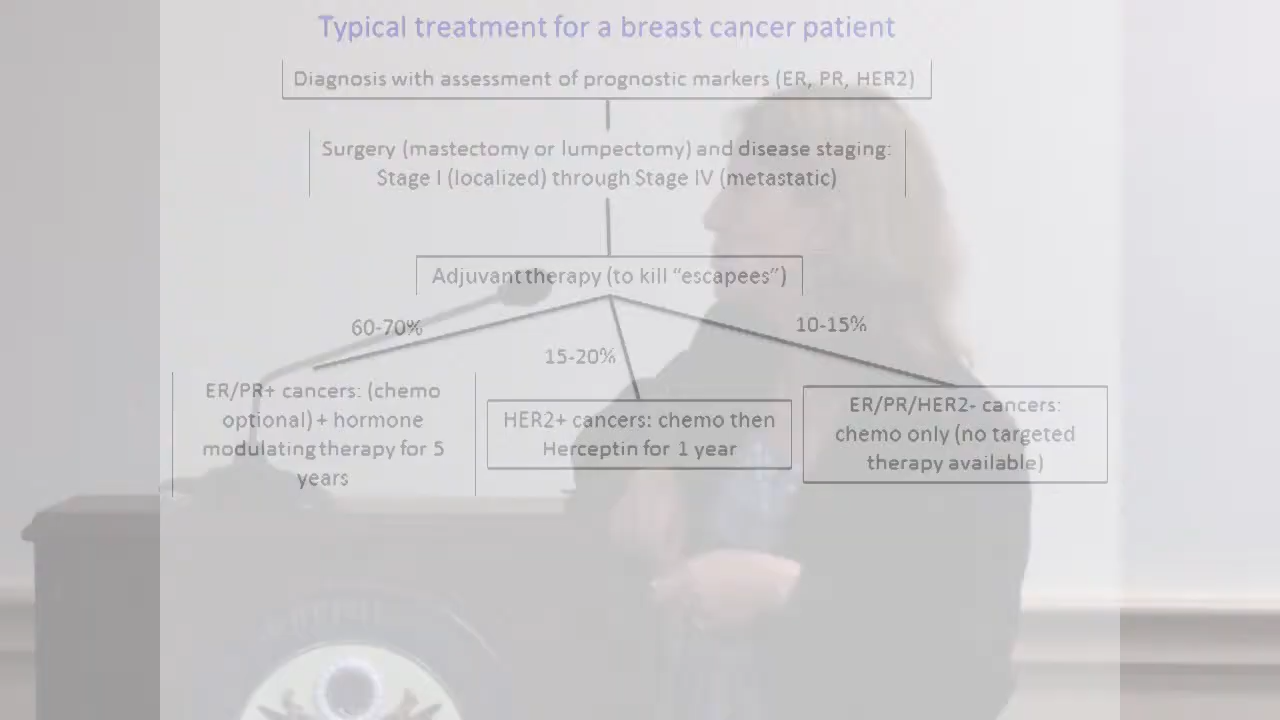 Typical treatment for a breast cancer patient
Diagnosis with assessment of prognostic markers (ER, PR, HER2)
Surgery (mastectomy or lumpectomy) and disease staging:
Stage I (localized) through Stage IV (metastatic)
Adjuvant therapy (to kill “escapees”)
60-70%
15-20%
10-15%
ER/PR+ cancers: (chemo
optional) + hormone
modulating therapy for 5
years
HER2+ cancers: chemo then
Herceptin for 1 year
ER/PR/HER2- cancers:
chemo only (no targeted
therapy available)